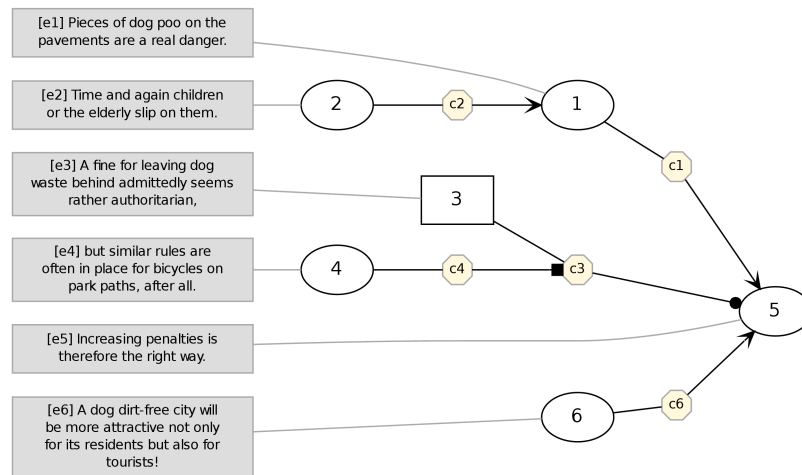 [e1] Pieces of dog poo on the
pavements are a real danger.
[e2] Time and again children
or the elderly slip on them.
2
c2
1
c1
[e3] A fine for leaving dog
waste behind admittedly seems
rather authoritarian,
3
[e4] but similar rules are
often in place for bicycles on
park paths, after all.
4
c4
c3
5
[e5] Increasing penalties is
therefore the right way.
[e6] A dog dirt-free city will
be more attractive not only
for its residents but also for
tourists!
6
c6